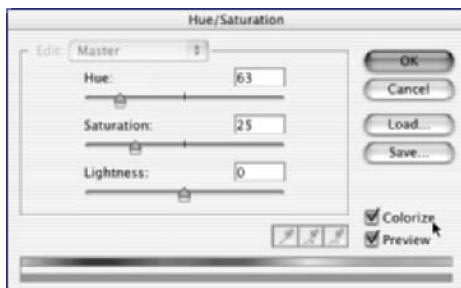 Hue/Saturation
Edit: Master
OK
Hue: 63
Cancel
Saturation: 25
Load...
Save...
Lightness: 0
Colorize
Preview